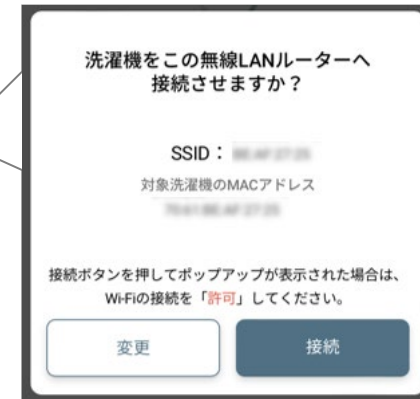 洗濯機をこの無線LANルーターへ
接続させますか？
SSID：
対象洗濯機のMACアドレス
接続ボタンを押してポップアップが表示された場合は、
Wi-Fiの接続を「許可」してください。
変更
接続